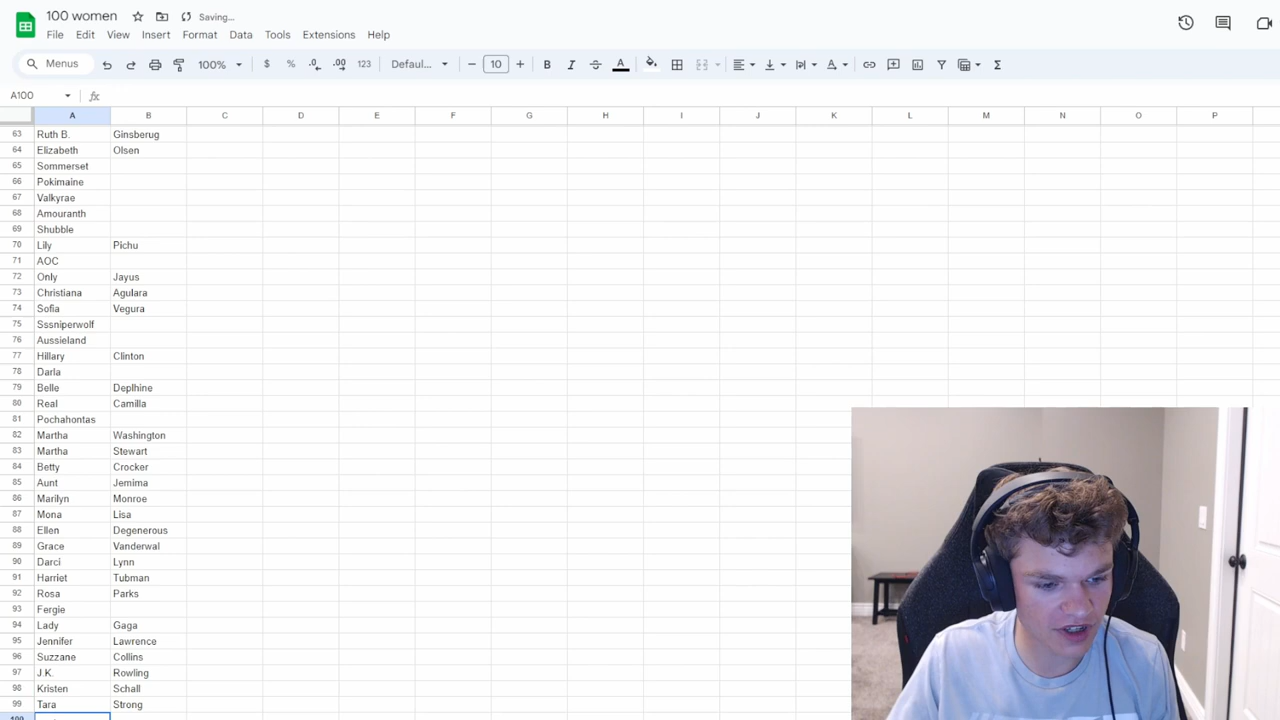 100 women Saving...
File Edit View Insert Format Data Tools Extensions Help
Menus 100% $ % .0 .00 123 Defaul... − 10 + B I A Σ
A100 fx
A B C D E F G H I J K L M N O P
63 Ruth B. Ginsberug
64 Elizabeth Olsen
65 Sommerset
66 Pokimaine
67 Valkyrae
68 Amouranth
69 Shubble
70 Lily Pichu
71 AOC
72 Only Jayus
73 Christiana Agulara
74 Sofia Vegura
75 Sssniperwolf
76 Aussieland
77 Hillary Clinton
78 Darla
79 Belle Deplhine
80 Real Camilla
81 Pochahontas
82 Martha Washington
83 Martha Stewart
84 Betty Crocker
85 Aunt Jemima
86 Marilyn Monroe
87 Mona Lisa
88 Ellen Degenerous
89 Grace Vanderwal
90 Darci Lynn
91 Harriet Tubman
92 Rosa Parks
93 Fergie
94 Lady Gaga
95 Jennifer Lawrence
96 Suzzane Collins
97 J.K. Rowling
98 Kristen Schall
99 Tara Strong
100